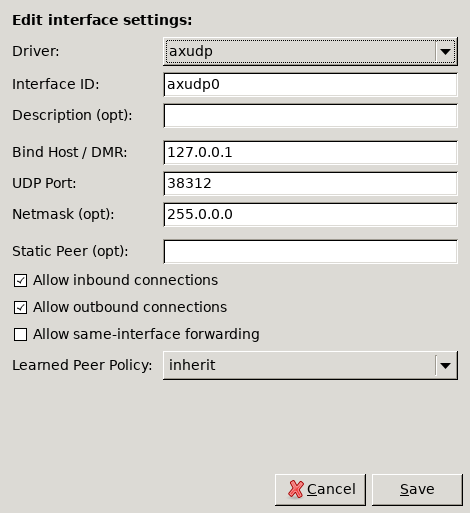 Edit interface settings:
Driver: axudp
Interface ID: axudp0
Description (opt):
Bind Host / DMR: 127.0.0.1
UDP Port: 38312
Netmask (opt): 255.0.0.0
Static Peer (opt):
Allow inbound connections
Allow outbound connections
Allow same-interface forwarding
Learned Peer Policy: inherit
Cancel Save